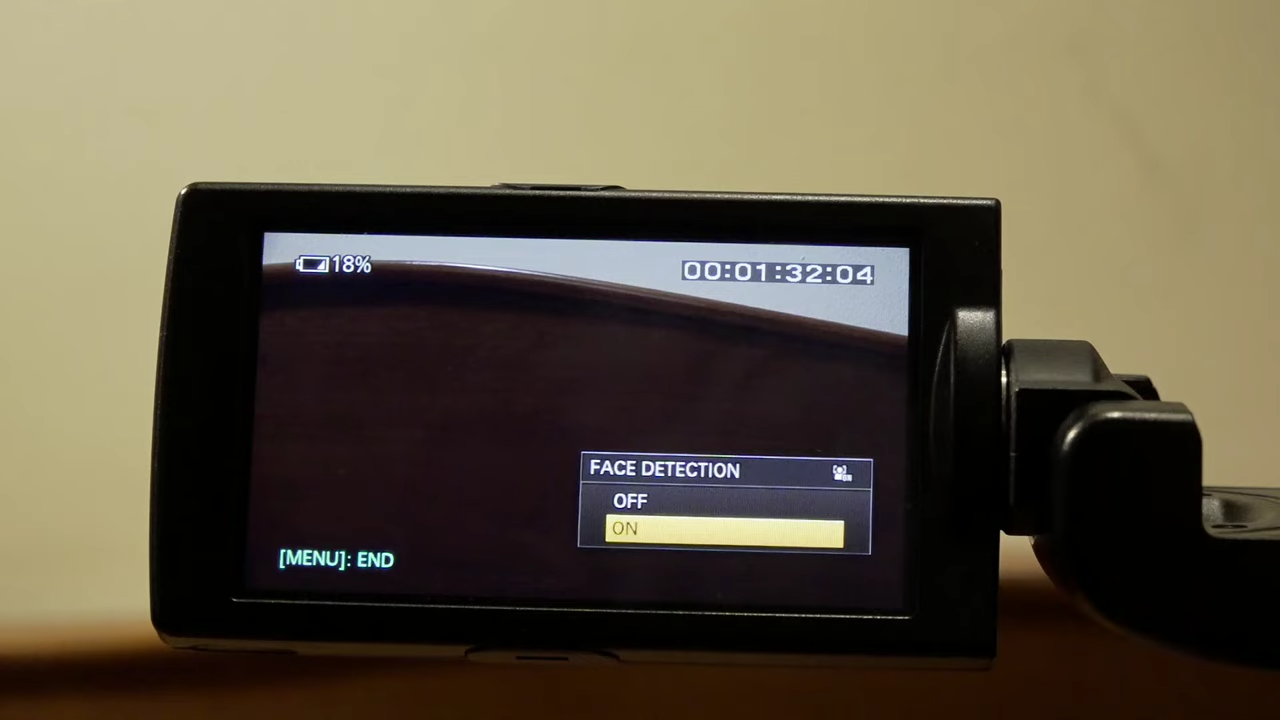 18%
00:01:32:04
FACE DETECTION
OFF
ON
[MENU]: END